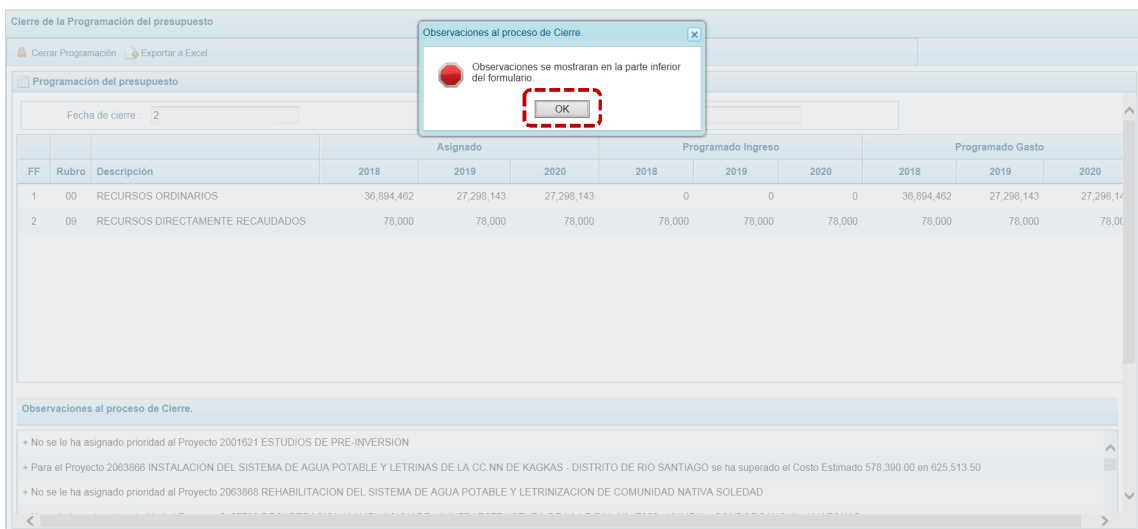 Cierre de la Programación del presupuesto
Observaciones al proceso de Cierre.
Cerrar Programación Exportar a Excel
Observaciones se mostraran en la parte inferior
del formulario.
OK
Programación del presupuesto
Fecha de cierre : 2
Asignado Programado Ingreso Programado Gasto
FF Rubro Descripción 2018 2019 2020 2018 2019 2020 2018 2019 2020
1 00 RECURSOS ORDINARIOS 36,894,462 27,298,143 27,298,143 0 0 0 36,894,462 27,298,143 27,298,14
2 09 RECURSOS DIRECTAMENTE RECAUDADOS 78,000 78,000 78,000 78,000 78,000 78,000 78,000 78,000 78,00
Observaciones al proceso de Cierre.
+ No se le ha asignado prioridad al Proyecto 2001621 ESTUDIOS DE PRE-INVERSION
+ Para el Proyecto 2063866 INSTALACION DEL SISTEMA DE AGUA POTABLE Y LETRINAS DE LA CC NN DE KAGKAS - DISTRITO DE RIO SANTIAGO se ha superado el Costo Estimado 578,390.00 en 625,513.50
+ No se le ha asignado prioridad al Proyecto 2063868 REHABILITACION DEL SISTEMA DE AGUA POTABLE Y LETRINIZACION DE COMUNIDAD NATIVA SOLEDAD